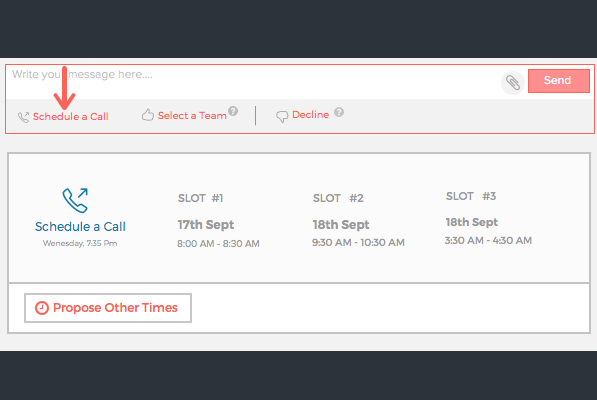 Write your message here....
Send
Schedule a Call
Select a Team ?
Decline ?
Schedule a Call
Wenesday, 7:35 Pm
SLOT #1
17th Sept
8:00 AM - 8:30 AM
SLOT #2
18th Sept
9:30 AM - 10:30 AM
SLOT #3
18th Sept
3:30 AM - 4:30 AM
Propose Other Times